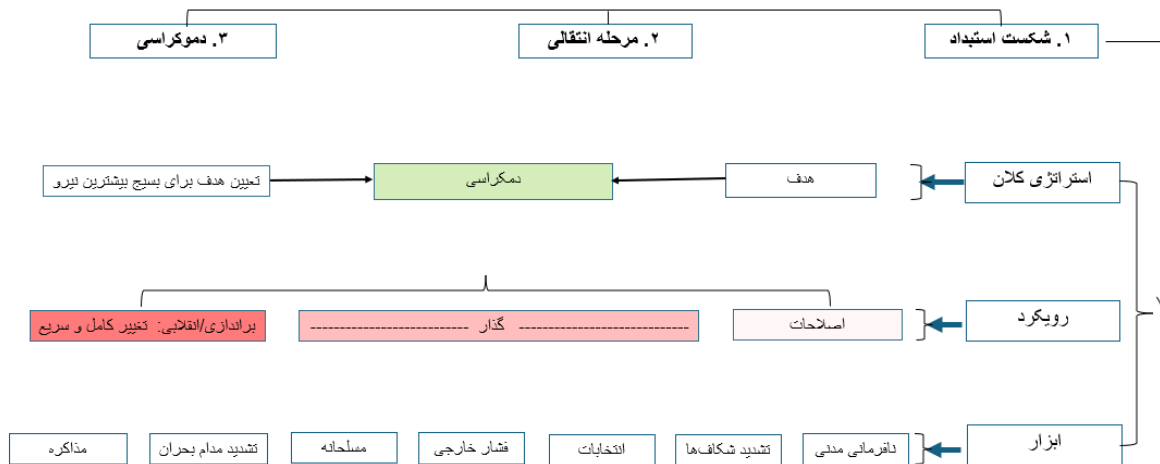 ۱. شکست استبداد
۲. مرحله انتقالی
۳. دموکراسی
استراتژی کلان
هدف
دمکراسی
تعیین هدف برای بسیج بیشترین نیرو
رویکرد
اصلاحات
--------------------------- گذار ---------------------------
براندازی/انقلابی: تغییر کامل و سریع
ابزار
نافرمانی مدنی
تشدید شکاف‌ها
انتخابات
فشار خارجی
مسلحانه
تشدید مدام بحران
مذاکره